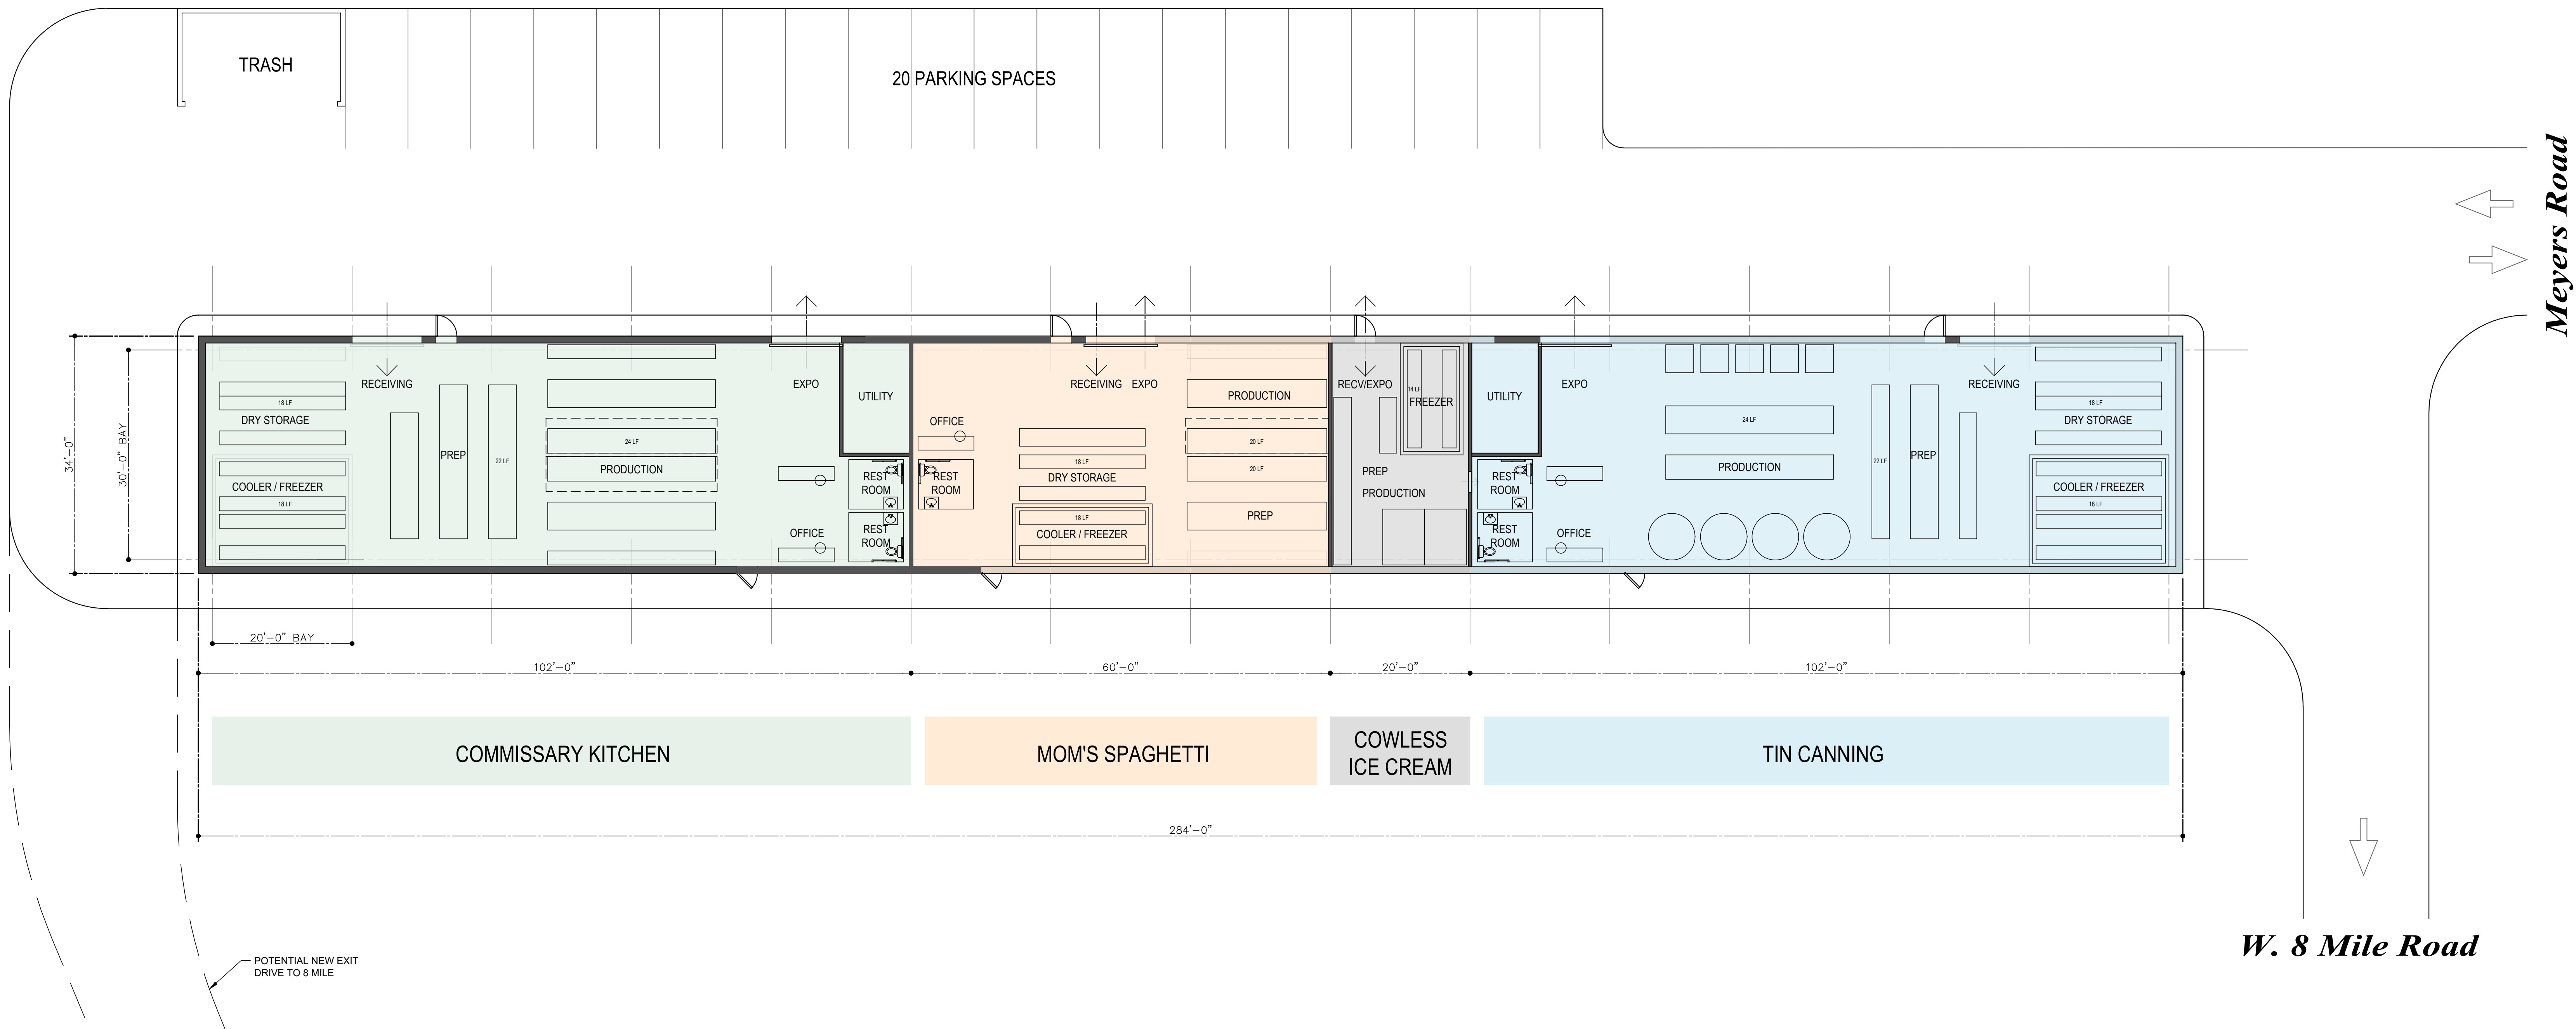 TRASH
20 PARKING SPACES
Meyers Road
34'-0"
30'-0" BAY
18 LF
DRY STORAGE
COOLER / FREEZER
18 LF
RECEIVING
PREP
22 LF
24 LF
PRODUCTION
EXPO
OFFICE
UTILITY
REST
ROOM
REST
ROOM
OFFICE
REST
ROOM
RECEIVING
EXPO
18 LF
DRY STORAGE
18 LF
COOLER / FREEZER
PRODUCTION
20 LF
20 LF
PREP
RECV/EXPO
14 LF
FREEZER
PREP
PRODUCTION
UTILITY
REST
ROOM
REST
ROOM
EXPO
OFFICE
24 LF
PRODUCTION
22 LF
PREP
RECEIVING
18 LF
DRY STORAGE
COOLER / FREEZER
18 LF
20'-0" BAY
102'-0"
60'-0"
20'-0"
102'-0"
COMMISSARY KITCHEN
MOM'S SPAGHETTI
COWLESS
ICE CREAM
TIN CANNING
284'-0"
POTENTIAL NEW EXIT
DRIVE TO 8 MILE
W. 8 Mile Road